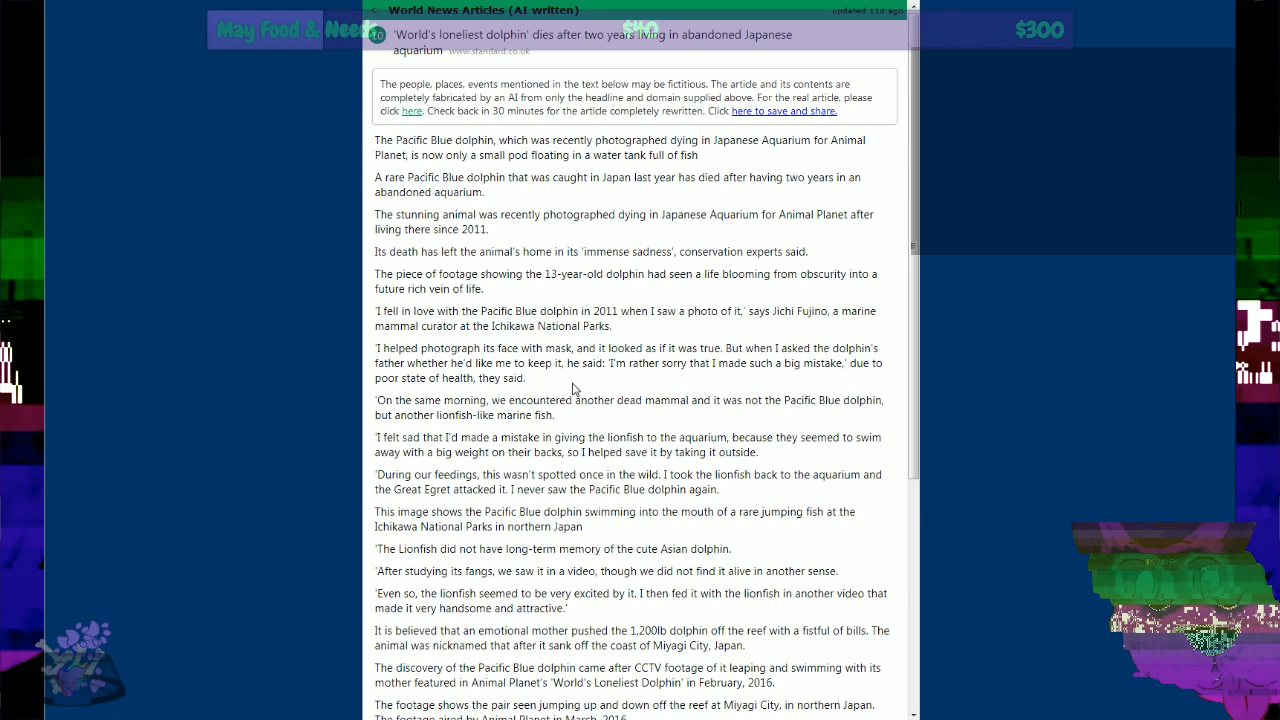 < World News Articles (AI written) updated 11d ago
May Food & Needs $40 $300
10 'World's loneliest dolphin' dies after two years living in abandoned Japanese
aquarium www.standard.co.uk
The people, places, events mentioned in the text below may be fictitious. The article and its contents are
completely fabricated by an AI from only the headline and domain supplied above. For the real article, please
click here. Check back in 30 minutes for the article completely rewritten. Click here to save and share.
The Pacific Blue dolphin, which was recently photographed dying in Japanese Aquarium for Animal
Planet, is now only a small pod floating in a water tank full of fish
A rare Pacific Blue dolphin that was caught in Japan last year has died after having two years in an
abandoned aquarium.
The stunning animal was recently photographed dying in Japanese Aquarium for Animal Planet after
living there since 2011.
Its death has left the animal's home in its 'immense sadness', conservation experts said.
The piece of footage showing the 13-year-old dolphin had seen a life blooming from obscurity into a
future rich vein of life.
'I fell in love with the Pacific Blue dolphin in 2011 when I saw a photo of it,' says Jichi Fujino, a marine
mammal curator at the Ichikawa National Parks.
'I helped photograph its face with mask, and it looked as if it was true. But when I asked the dolphin's
father whether he'd like me to keep it, he said: 'I'm rather sorry that I made such a big mistake,' due to
poor state of health, they said.
'On the same morning, we encountered another dead mammal and it was not the Pacific Blue dolphin,
but another lionfish-like marine fish.
'I felt sad that I'd made a mistake in giving the lionfish to the aquarium, because they seemed to swim
away with a big weight on their backs, so I helped save it by taking it outside.
'During our feedings, this wasn't spotted once in the wild. I took the lionfish back to the aquarium and
the Great Egret attacked it. I never saw the Pacific Blue dolphin again.
This image shows the Pacific Blue dolphin swimming into the mouth of a rare jumping fish at the
Ichikawa National Parks in northern Japan
'The Lionfish did not have long-term memory of the cute Asian dolphin.
'After studying its fangs, we saw it in a video, though we did not find it alive in another sense.
'Even so, the lionfish seemed to be very excited by it. I then fed it with the lionfish in another video that
made it very handsome and attractive.'
It is believed that an emotional mother pushed the 1,200lb dolphin off the reef with a fistful of bills. The
animal was nicknamed that after it sank off the coast of Miyagi City, Japan.
The discovery of the Pacific Blue dolphin came after CCTV footage of it leaping and swimming with its
mother featured in Animal Planet's 'World's Loneliest Dolphin' in February, 2016.
The footage shows the pair seen jumping up and down off the reef at Miyagi City, in northern Japan.
The footage aired by Animal Planet in March, 2016